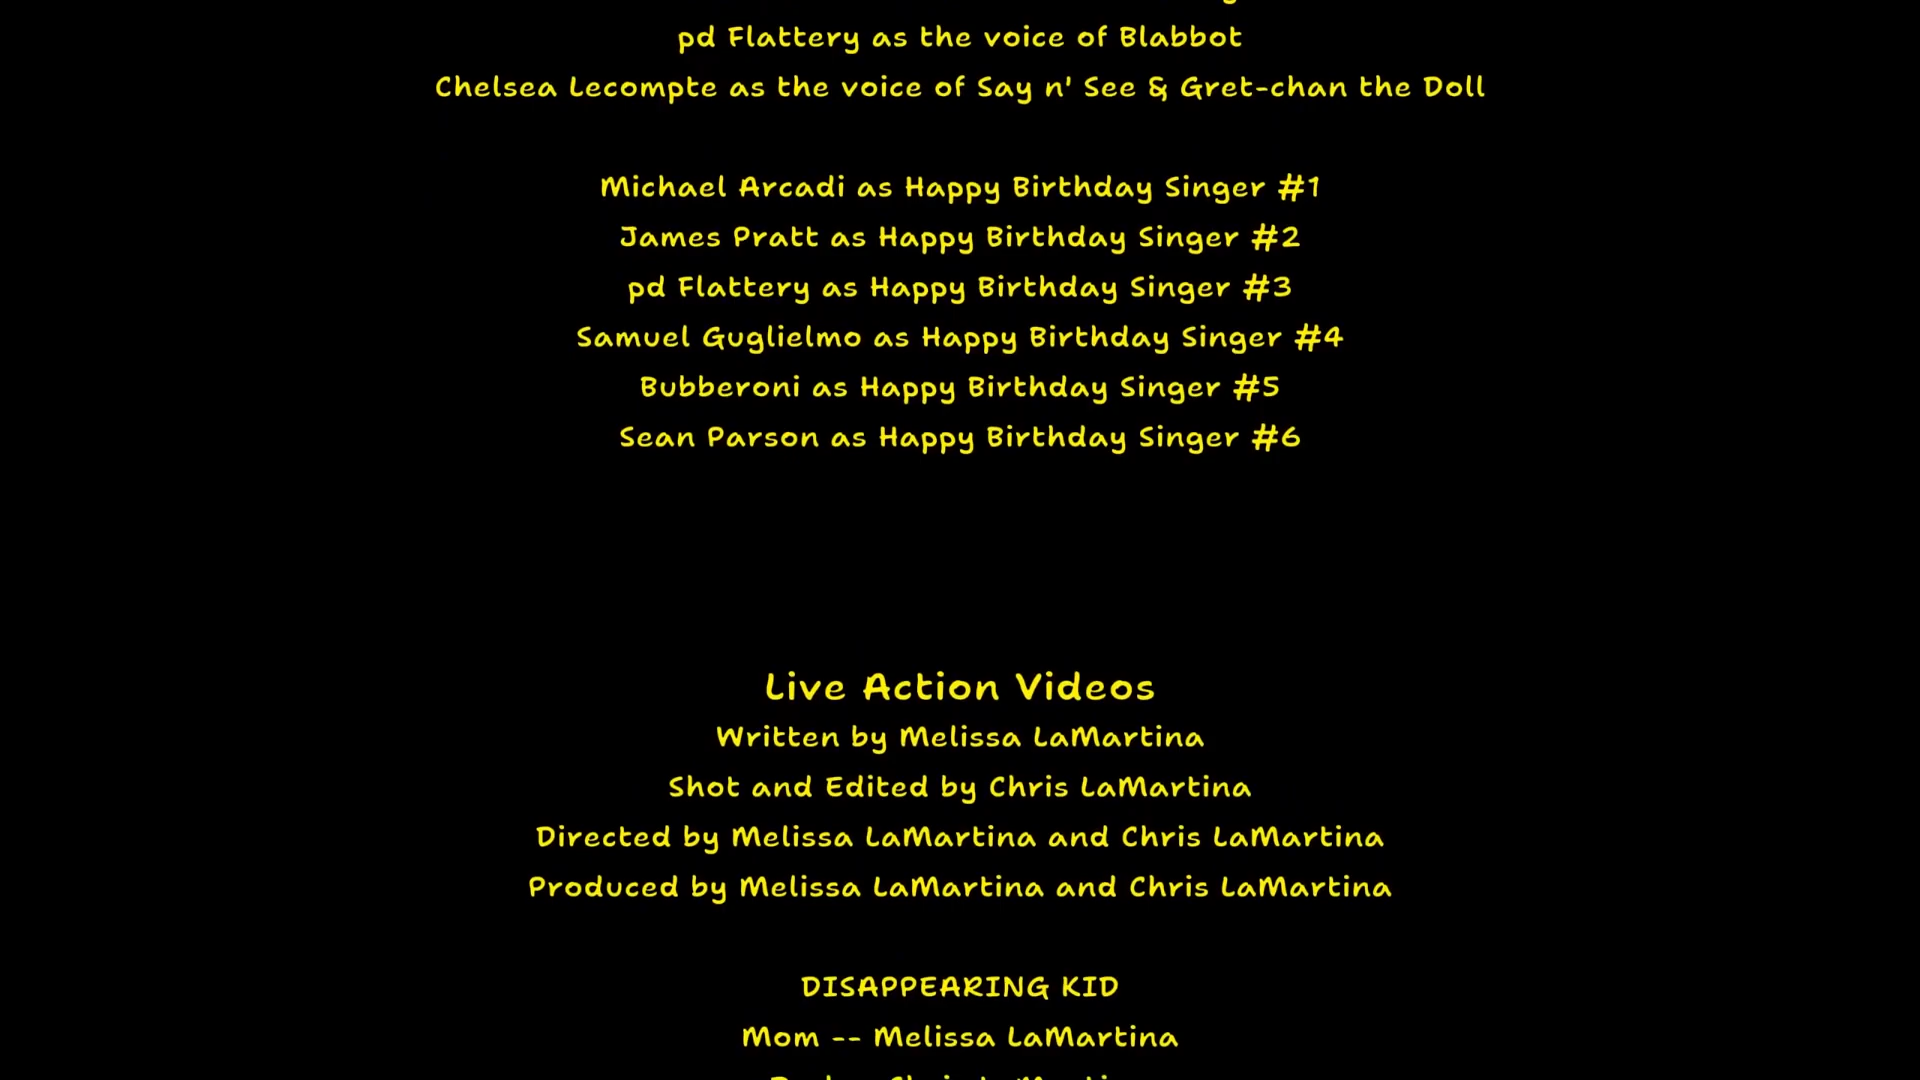 pd Flattery as the voice of Blabbot
Chelsea Lecompte as the voice of Say n' See & Gret-chan the Doll
Michael Arcadi as Happy Birthday Singer #1
James Pratt as Happy Birthday Singer #2
pd Flattery as Happy Birthday Singer #3
Samuel Guglielmo as Happy Birthday Singer #4
Bubberoni as Happy Birthday Singer #5
Sean Parson as Happy Birthday Singer #6
Live Action Videos
Written by Melissa LaMartina
Shot and Edited by Chris LaMartina
Directed by Melissa LaMartina and Chris LaMartina
Produced by Melissa LaMartina and Chris LaMartina
DISAPPEARING KID
Mom -- Melissa LaMartina